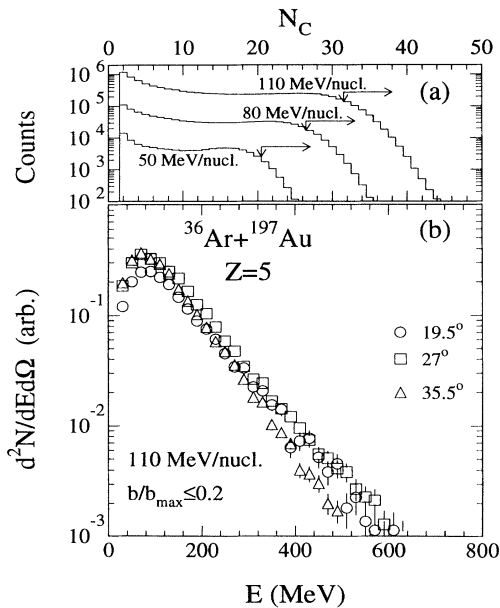 N_C
0 10 20 30 40 50
10^6
10^5
10^4
10^3
10^2
Counts
110 MeV/nucl.
80 MeV/nucl.
50 MeV/nucl.
(a)
^36Ar+^197Au
(b)
Z=5
10^-1
10^-2
10^-3
d^2N/dEdΩ (arb.)
19.5°
27°
35.5°
110 MeV/nucl.
b/b_max≤0.2
0 200 400 600 800
E (MeV)